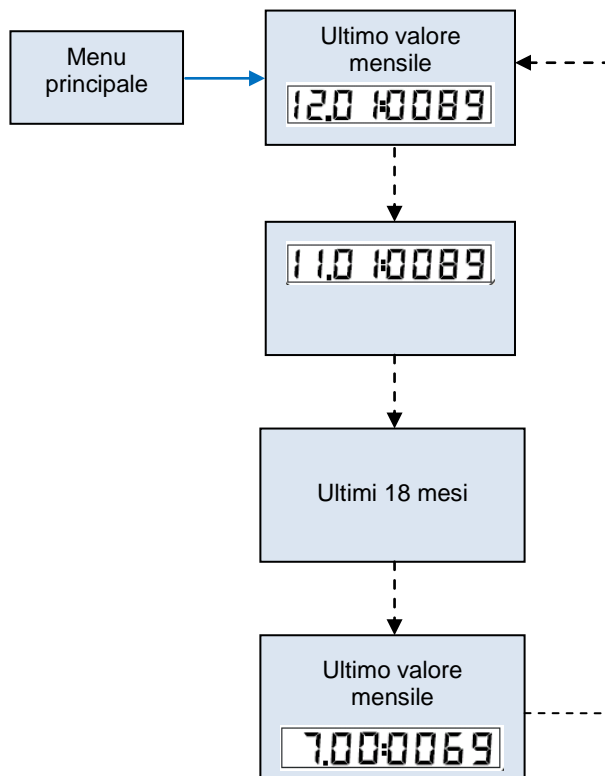 Menu
principale
Ultimo valore
mensile
12.01:0089
11.01:0089
Ultimi 18 mesi
Ultimo valore
mensile
7.00:0069